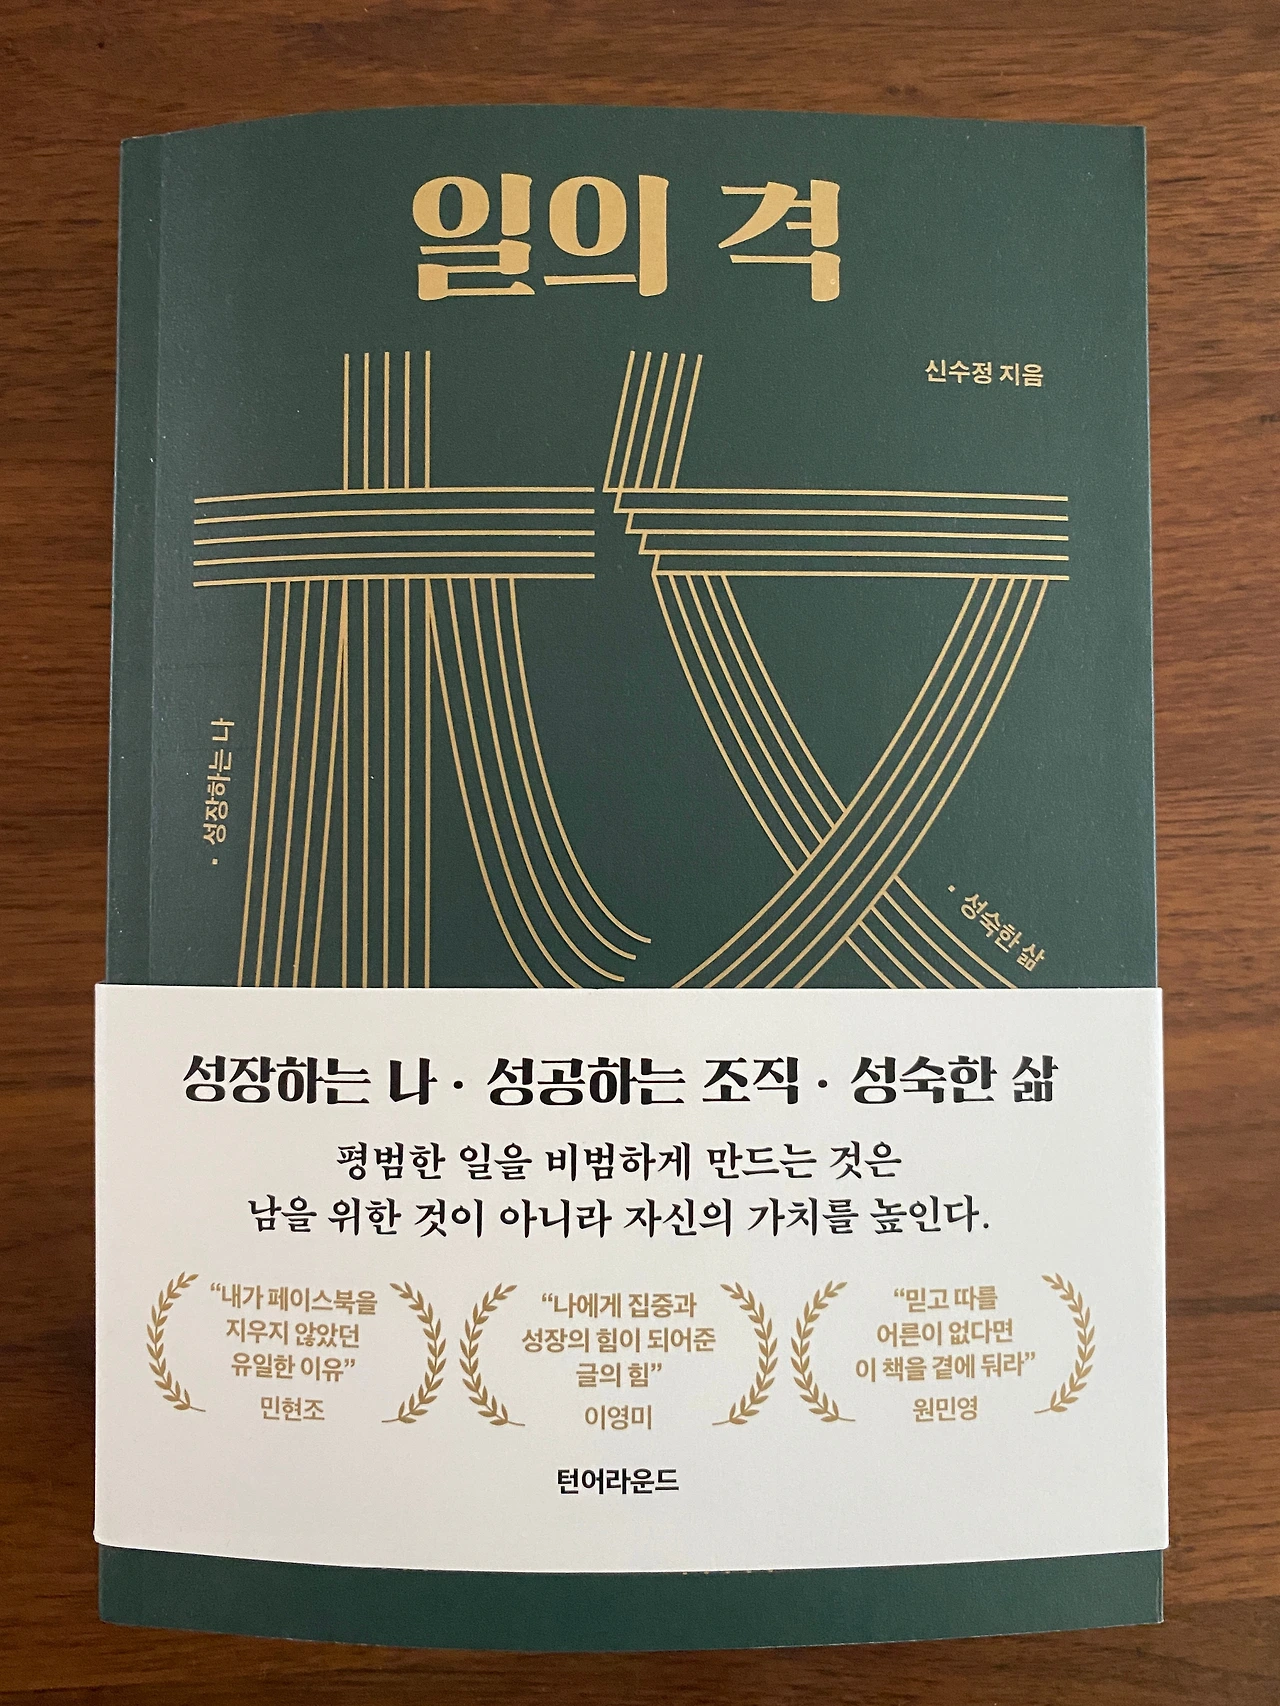 일의 격
신수정 지음
· 성장하는 나
· 성숙한 삶
성장하는 나 · 성공하는 조직 · 성숙한 삶
평범한 일을 비범하게 만드는 것은
남을 위한 것이 아니라 자신의 가치를 높인다.
“내가 페이스북을
지우지 않았던
유일한 이유”
민현조
“나에게 집중과
성장의 힘이 되어준
글의 힘”
이영미
“믿고 따를
어른이 없다면
이 책을 곁에 둬라”
원민영
턴어라운드